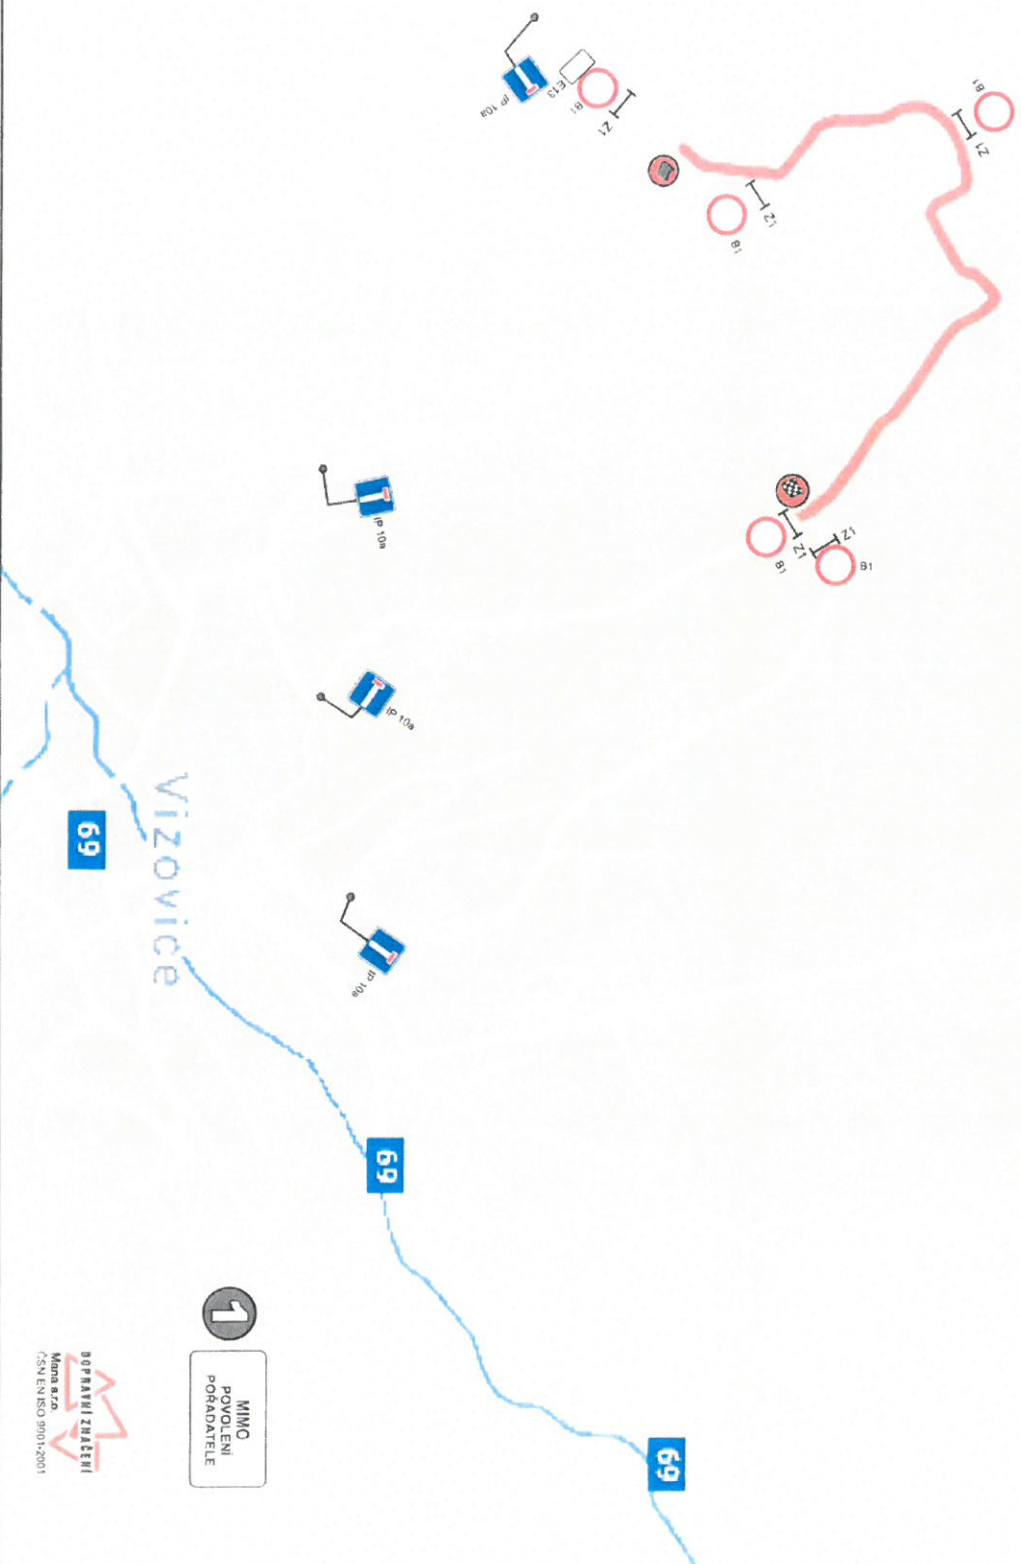 B1
Z1
IP 10a
E13
B1
Z1
Z1
B1
IP 10a
Z1
B1
Z1
B1
IP 10a
Vizovice
69
IP 10a
69
69
1
MIMO
POVOLENÍ
POŘADATELE
DOPRAVNÍ ZNAČENÍ
Mana s.r.o.
ČSN EN ISO 9001-2001